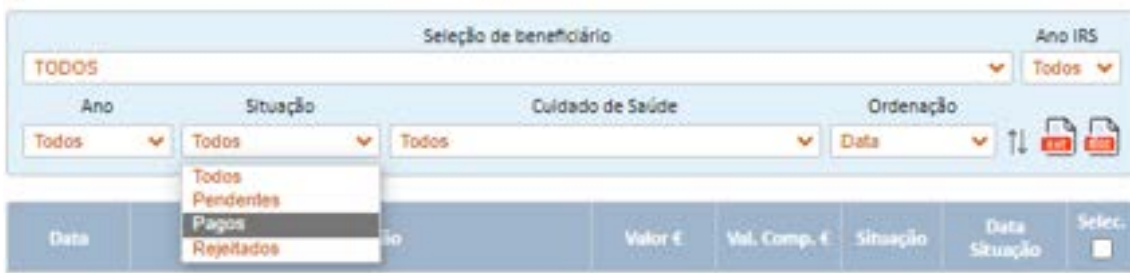 Seleção de beneficiário Ano IRS
TODOS Todos
Ano Situação Cuidado de Saúde Ordenação
Todos Todos Todos Data
Todos
Pendentes
Pagos
Rejeitados
Data Valor € Val. Comp. € Situação Data Situação Selec.